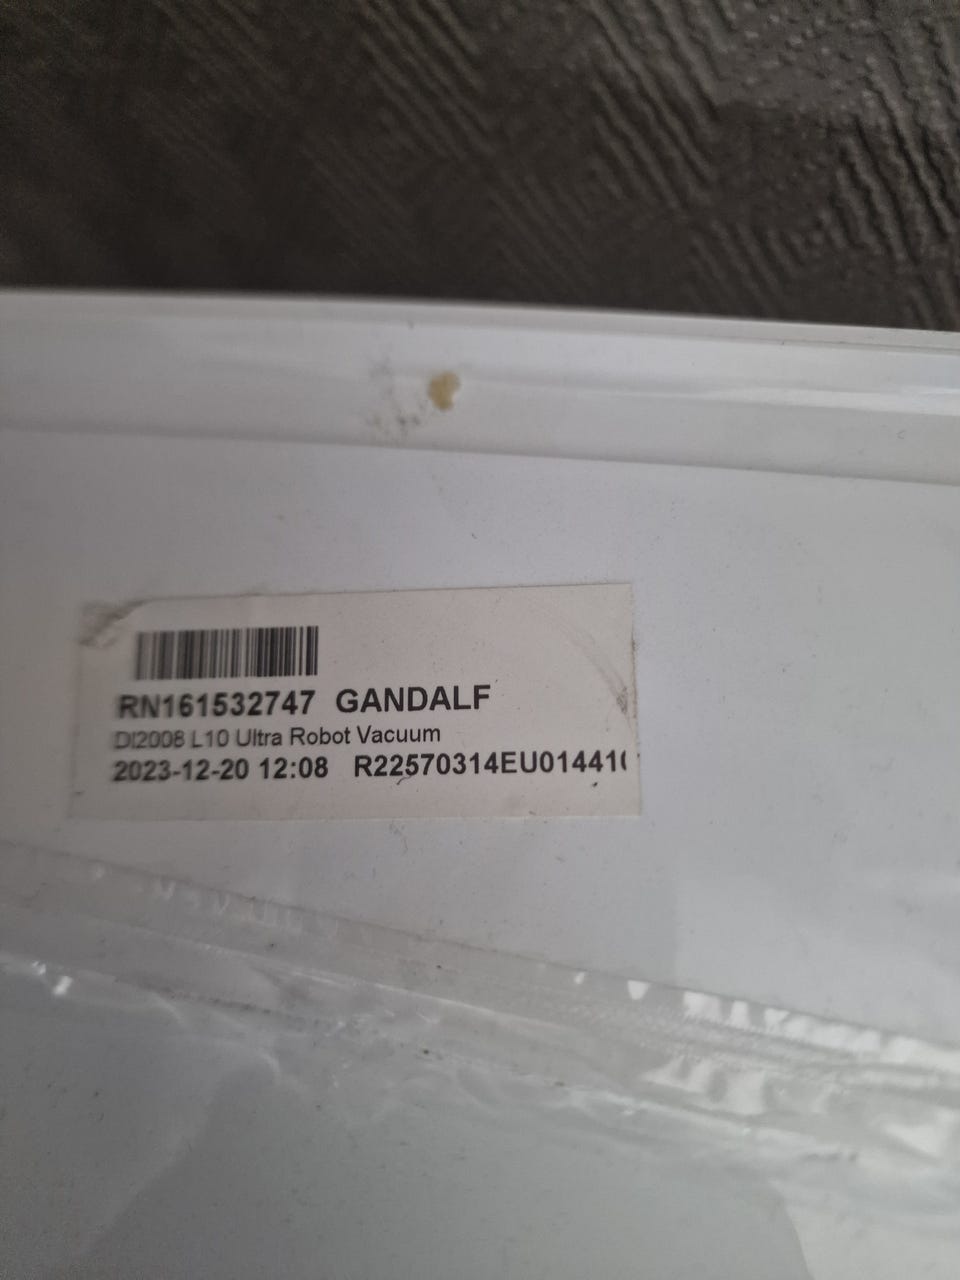 RN161532747 GANDALF
DI2008 L10 Ultra Robot Vacuum
2023-12-20 12:08 R22570314EU01441